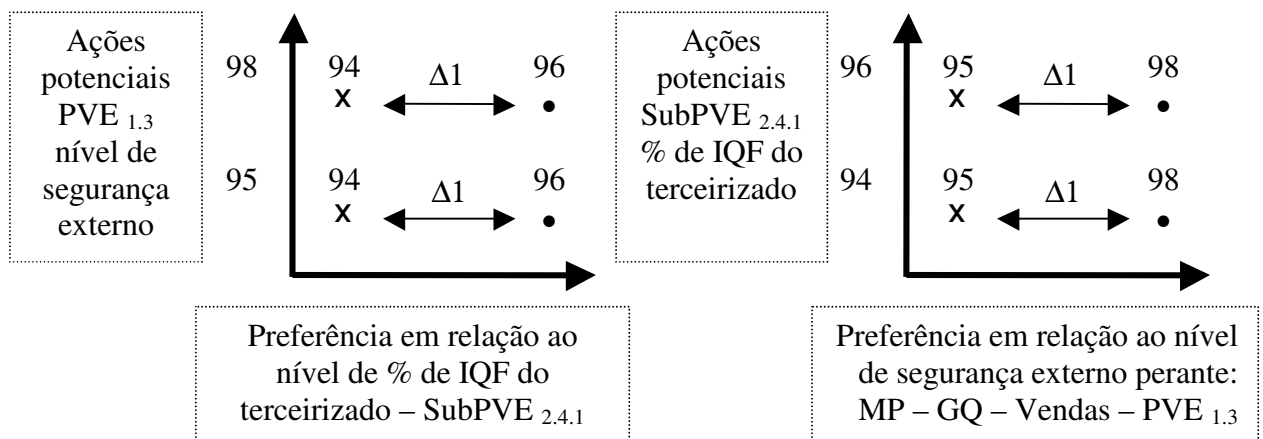 Ações
potenciais
PVE 1.3
nível de
segurança
externo
98
94
Δ1
96
x
•
95
94
Δ1
96
x
•
Preferência em relação ao
nível de % de IQF do
terceirizado – SubPVE 2.4.1
Ações
potenciais
SubPVE 2.4.1
% de IQF do
terceirizado
96
95
Δ1
98
x
•
94
95
Δ1
98
x
•
Preferência em relação ao nível
de segurança externo perante:
MP – GQ – Vendas – PVE 1.3